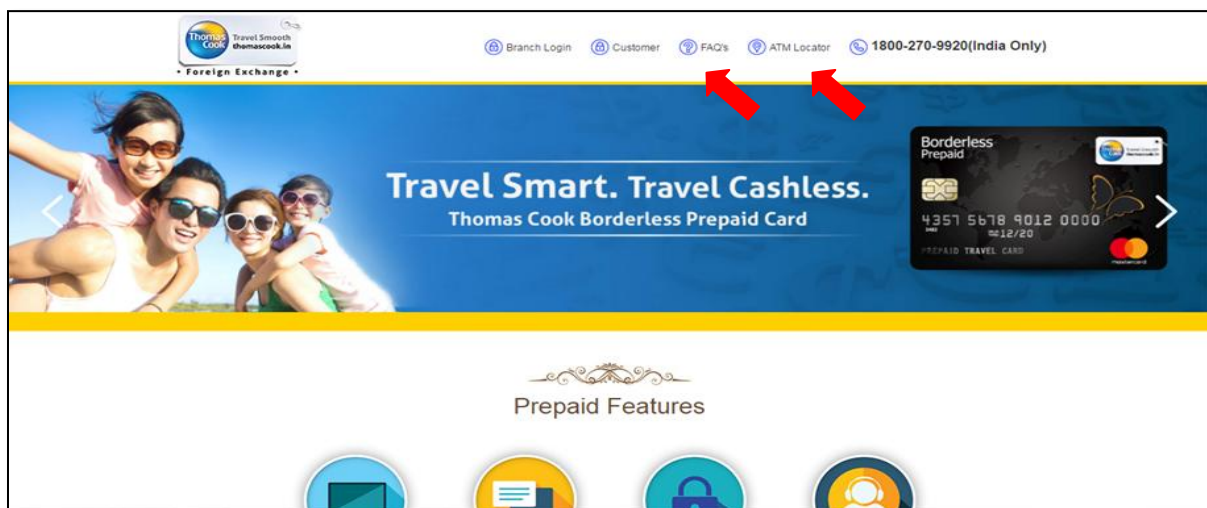 Thomas Cook
Travel Smooth
thomascook.in
• Foreign Exchange •
Branch Login
Customer
FAQ's
ATM Locator
1800-270-9920(India Only)
Travel Smart. Travel Cashless.
Thomas Cook Borderless Prepaid Card
Borderless
Prepaid
4357 5678 9012 0000
12/20
PREPAID TRAVEL CARD
mastercard
Prepaid Features